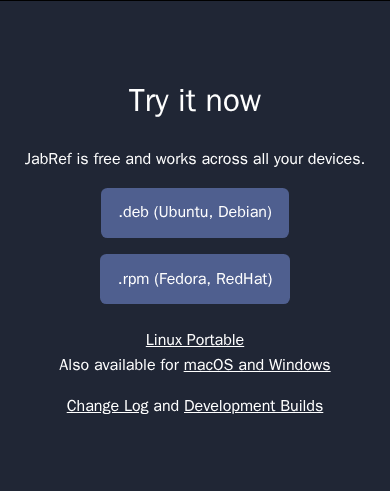 Try it now
JabRef is free and works across all your devices.
.deb (Ubuntu, Debian)
.rpm (Fedora, RedHat)
Linux Portable
Also available for macOS and Windows
Change Log and Development Builds